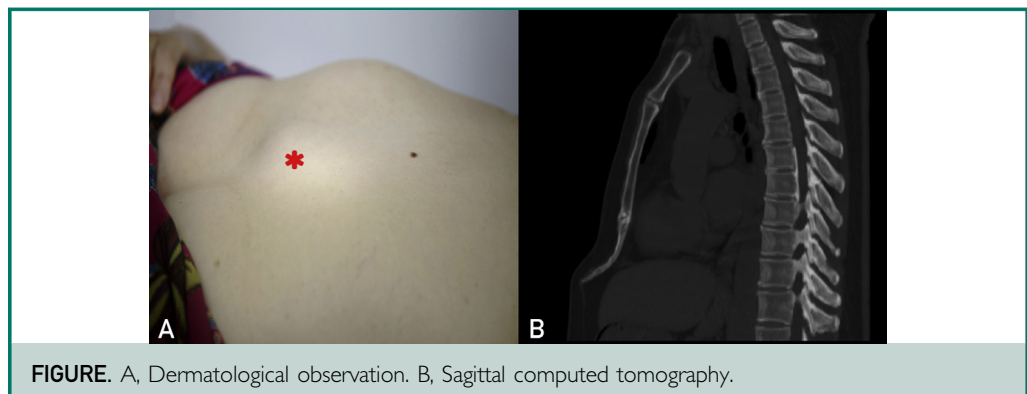 A
B
FIGURE. A, Dermatological observation. B, Sagittal computed tomography.